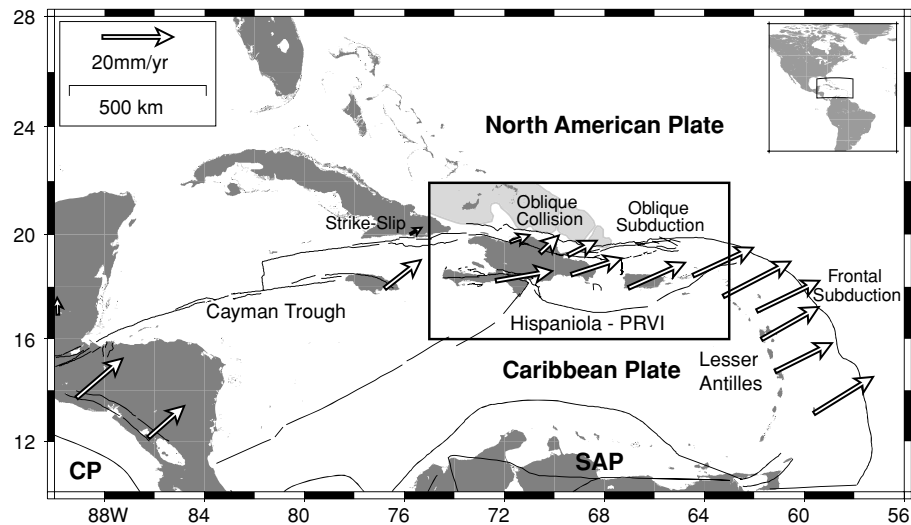 28
24
20
16
12
20mm/yr
500 km
North American Plate
Oblique
Collision
Oblique
Subduction
Strike-Slip
Cayman Trough
Frontal
Subduction
Hispaniola - PRVI
Lesser
Antilles
Caribbean Plate
CP
SAP
88W
80
76
72
68
64
60
56